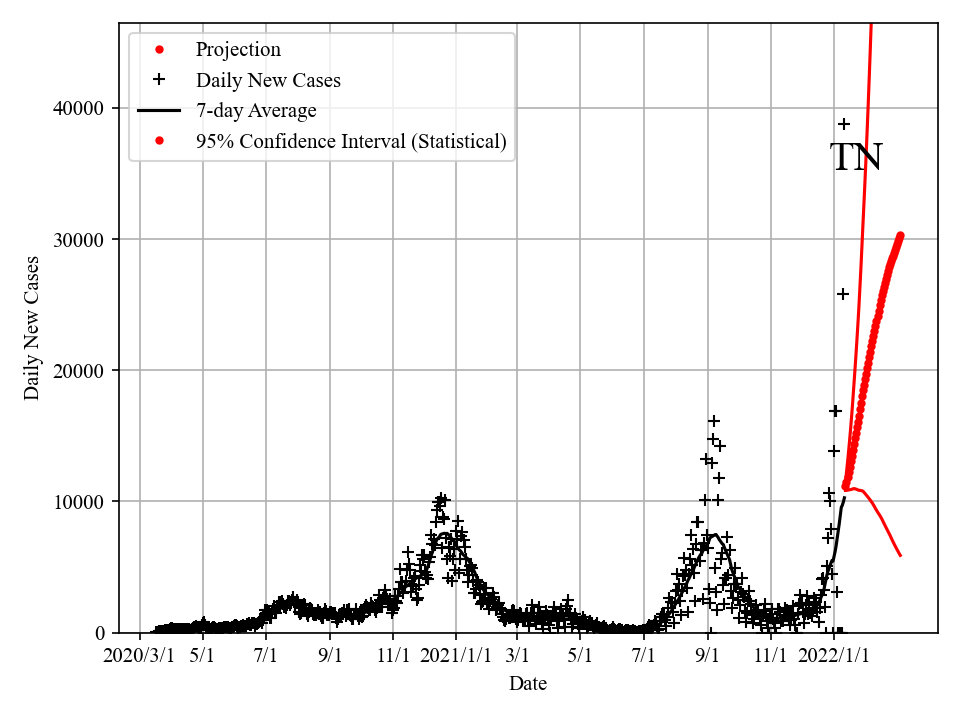 Projection
Daily New Cases
7-day Average
95% Confidence Interval (Statistical)
TN
Daily New Cases
40000
30000
20000
10000
0
2020/3/1 5/1 7/1 9/1 11/1 2021/1/1 3/1 5/1 7/1 9/1 11/1 2022/1/1
Date